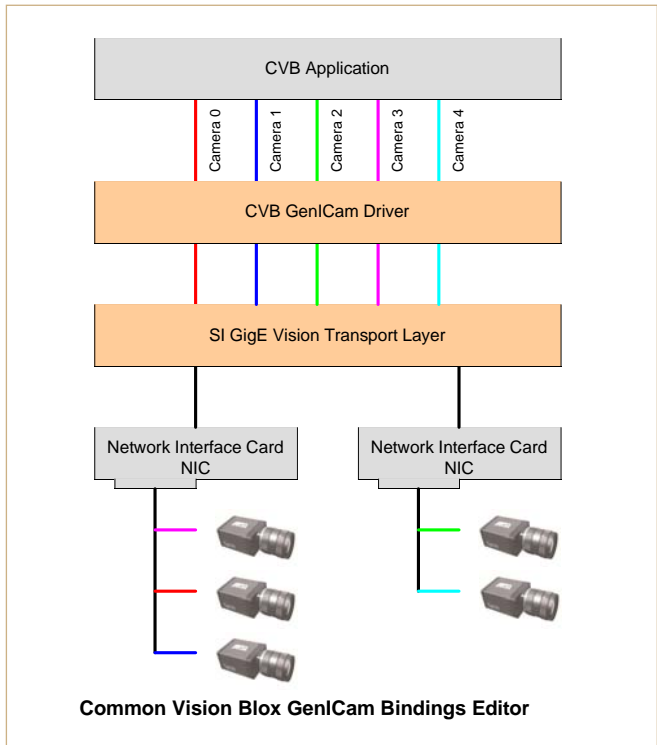 CVB Application
Camera 0
Camera 1
Camera 2
Camera 3
Camera 4
CVB GenICam Driver
SI GigE Vision Transport Layer
Network Interface Card
NIC
Network Interface Card
NIC
Common Vision Blox GenICam Bindings Editor